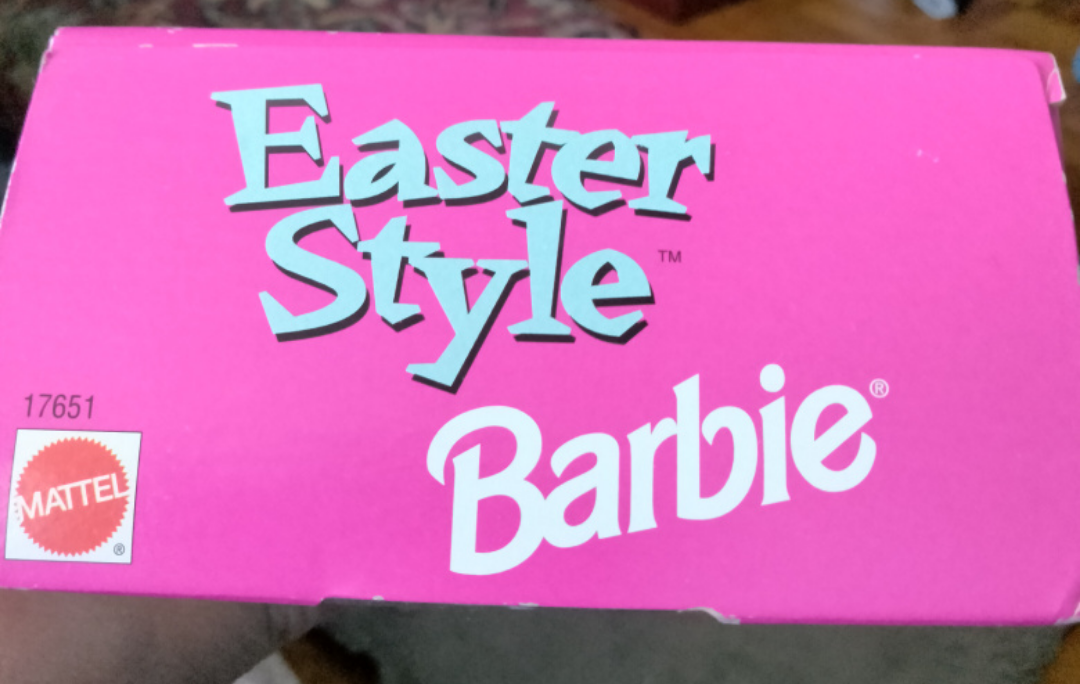 Easter
Style™
Barbie®
17651
MATTEL
®